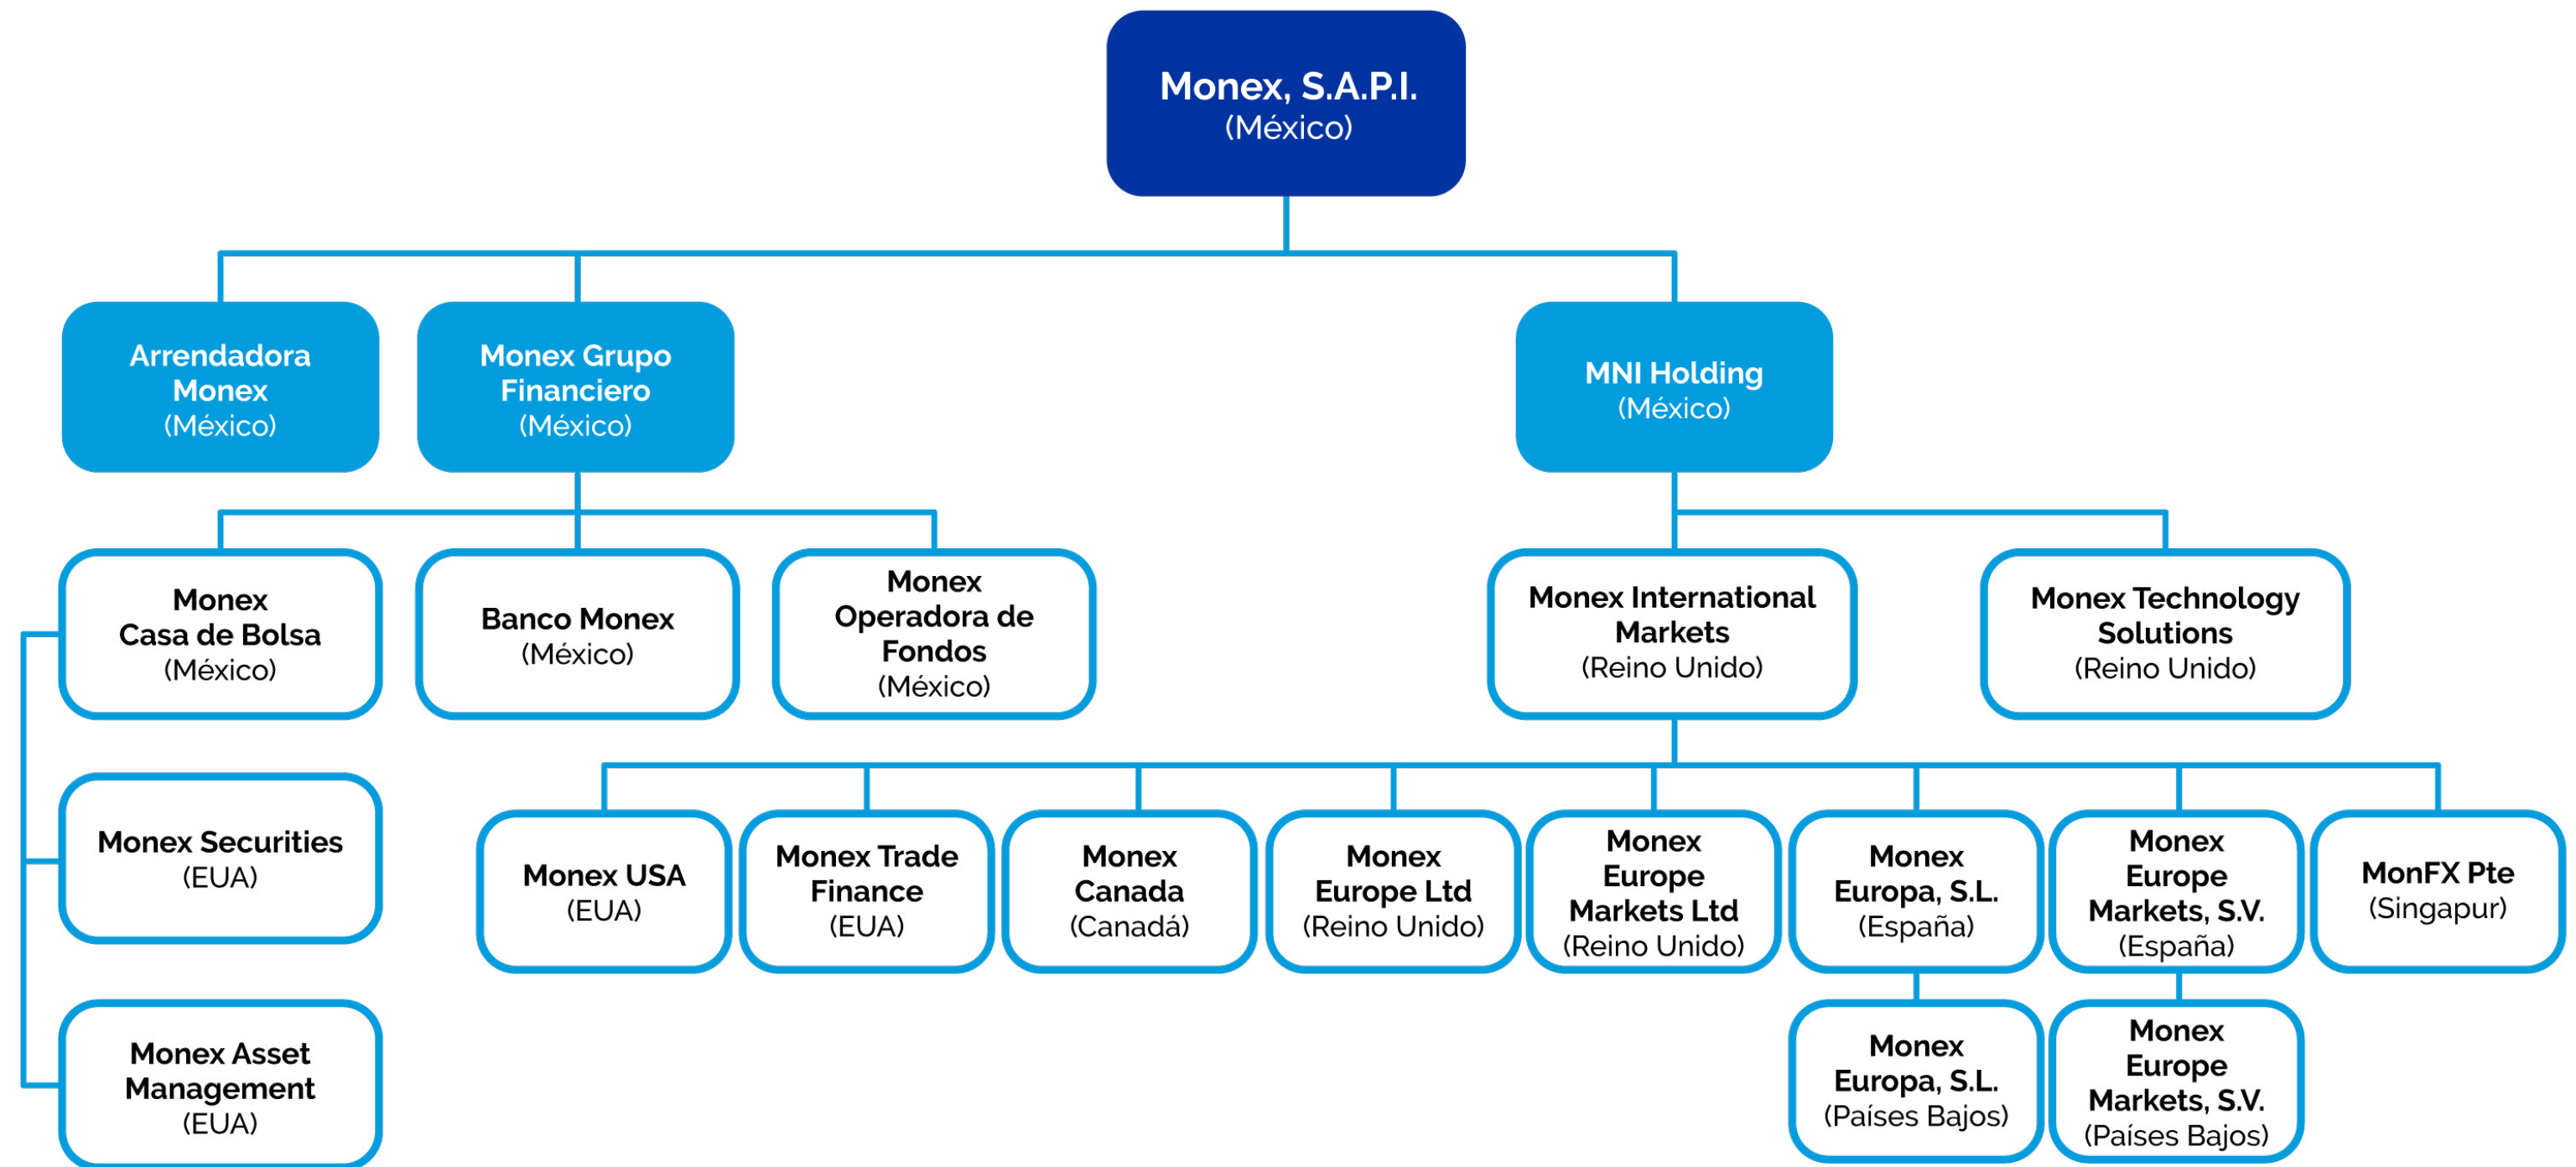 Monex, S.A.P.I.
(México)
Arrendadora
Monex
(México)
Monex Grupo
Financiero
(México)
MNI Holding
(México)
Monex
Casa de Bolsa
(México)
Banco Monex
(México)
Monex
Operadora de
Fondos
(México)
Monex International
Markets
(Reino Unido)
Monex Technology
Solutions
(Reino Unido)
Monex Securities
(EUA)
Monex Asset
Management
(EUA)
Monex USA
(EUA)
Monex Trade
Finance
(EUA)
Monex
Canada
(Canadá)
Monex
Europe Ltd
(Reino Unido)
Monex
Europe
Markets Ltd
(Reino Unido)
Monex
Europa, S.L.
(España)
Monex
Europe
Markets, S.V.
(España)
MonFX Pte
(Singapur)
Monex
Europa, S.L.
(Países Bajos)
Monex
Europe
Markets, S.V.
(Países Bajos)